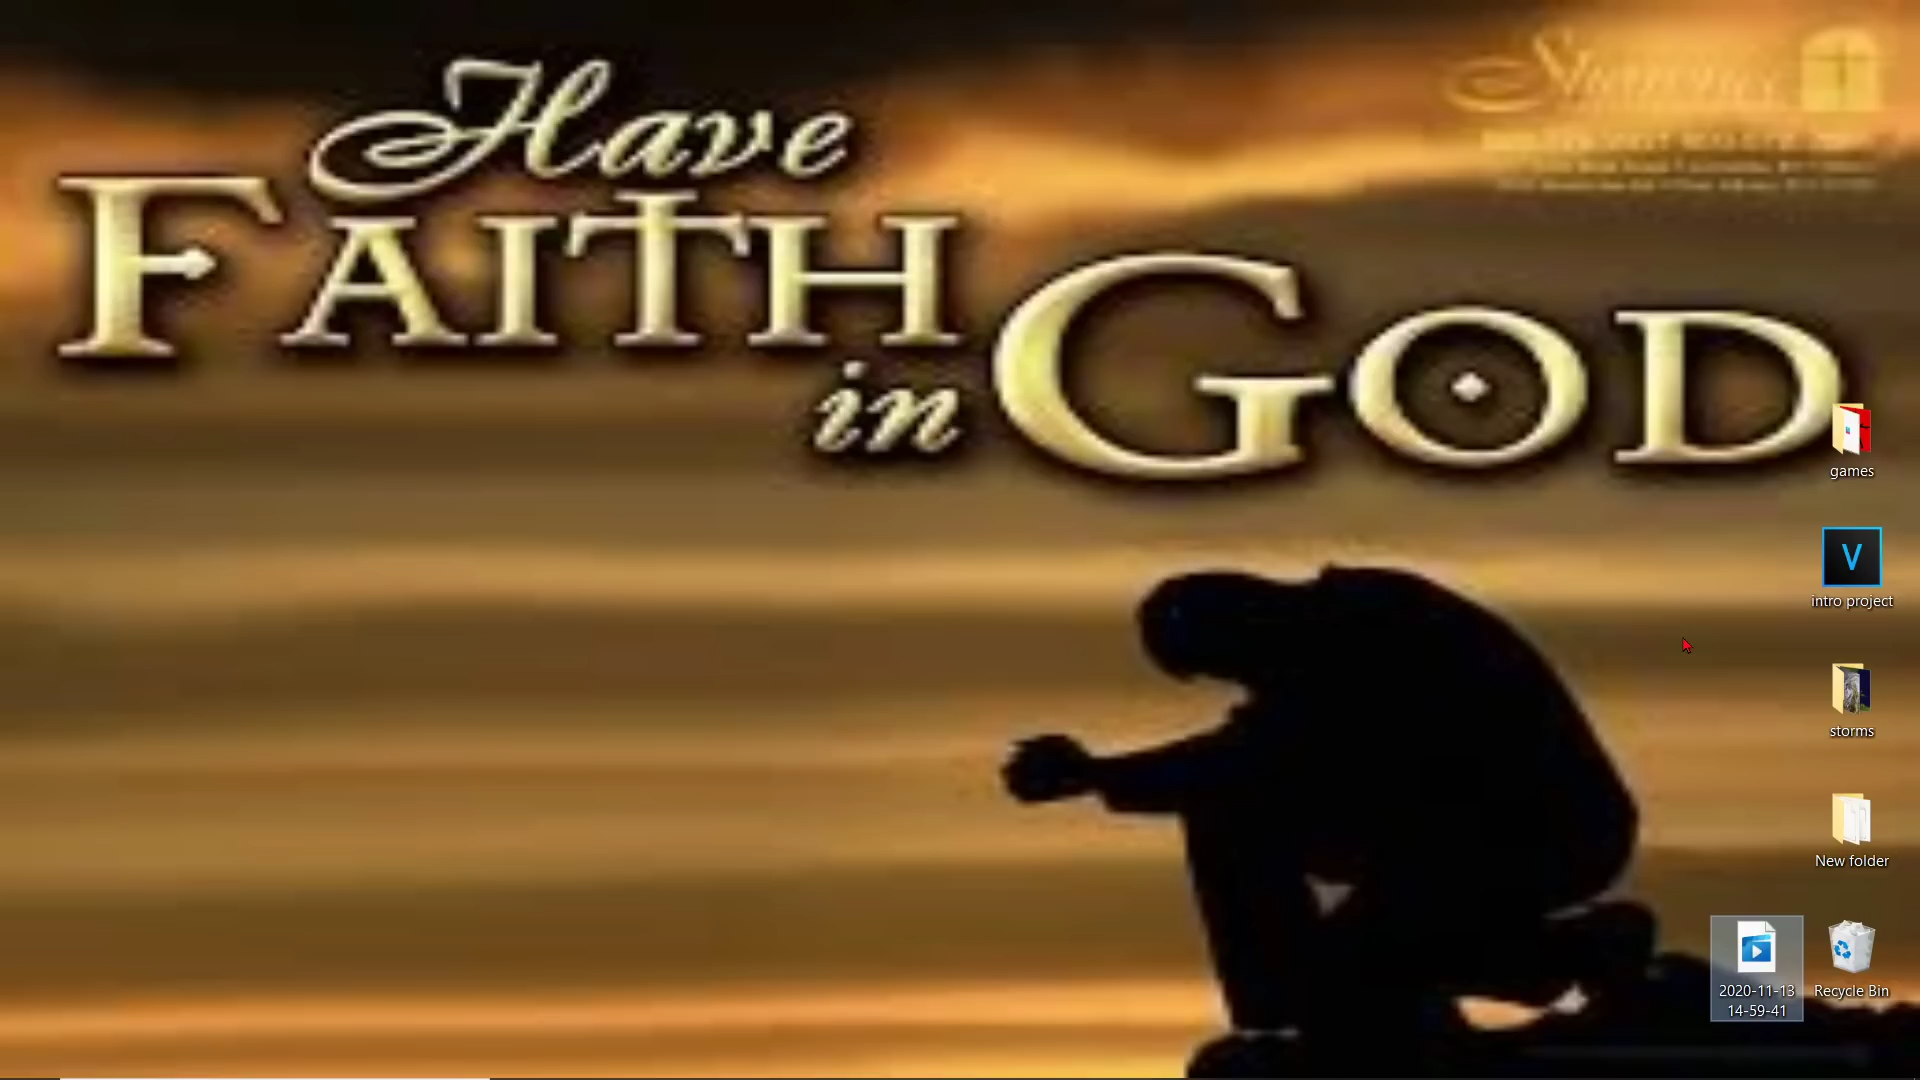 Have
FAITH
in GOD
games
V
intro project
storms
New folder
2020-11-13
14-59-41
Recycle Bin